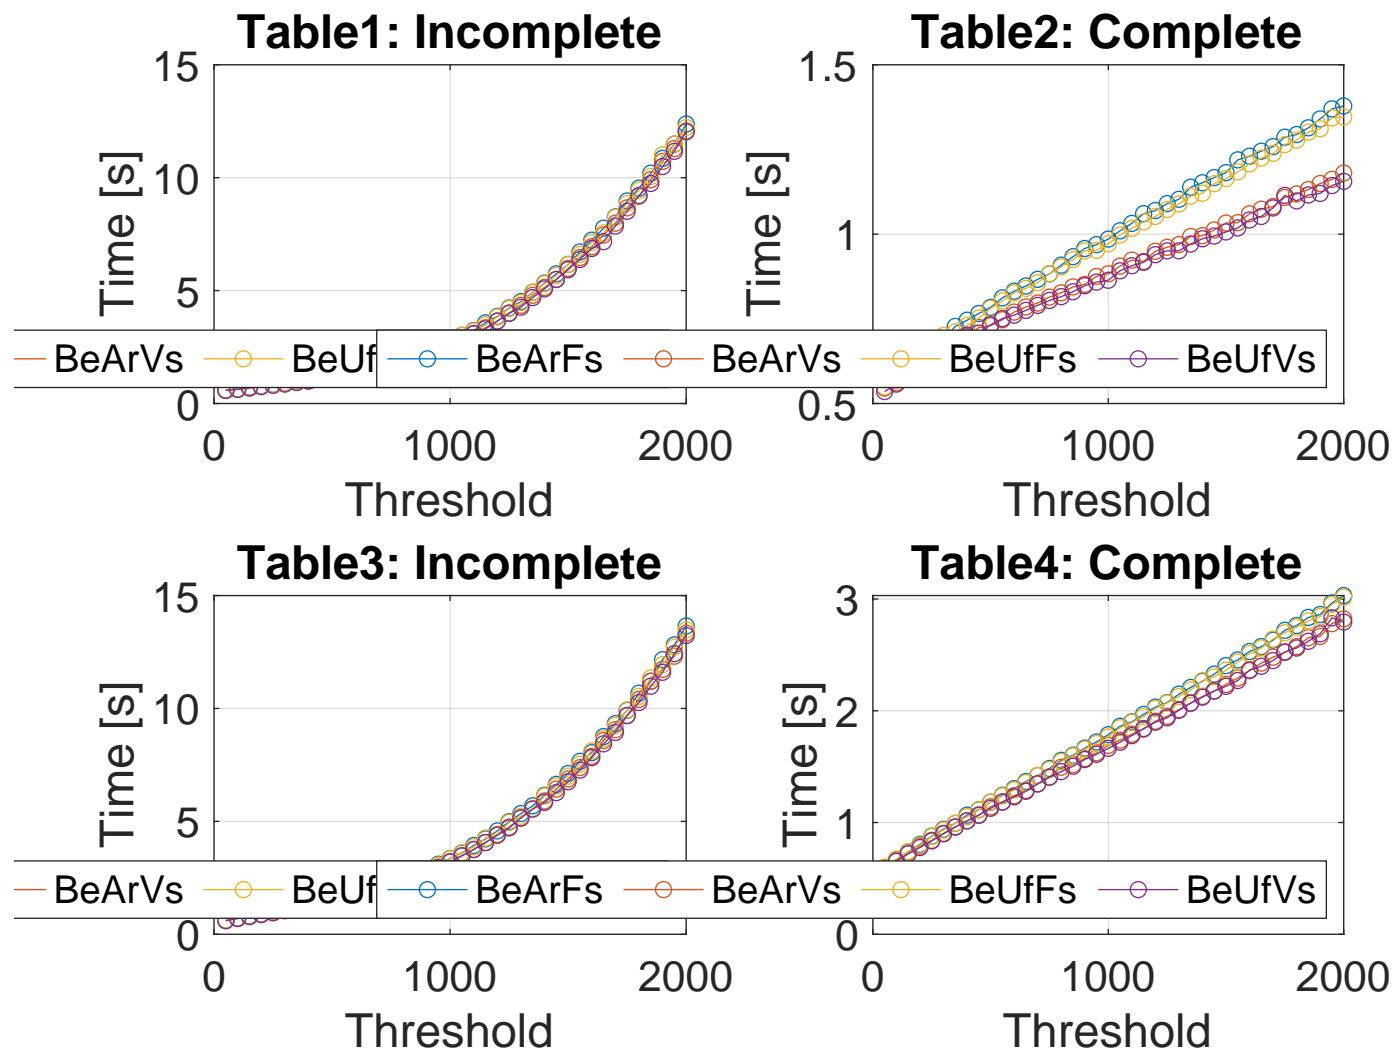 Table1: Incomplete
15
10
5
0
Time [s]
0 1000 2000
Threshold
Table2: Complete
1.5
1
0.5
Time [s]
0 1000 2000
Threshold
BeArVs BeUf
BeArFs BeArVs BeUfFs BeUfVs
Table3: Incomplete
15
10
5
0
Time [s]
0 1000 2000
Threshold
Table4: Complete
3
2
1
0
Time [s]
0 1000 2000
Threshold
BeArVs BeUf
BeArFs BeArVs BeUfFs BeUfVs